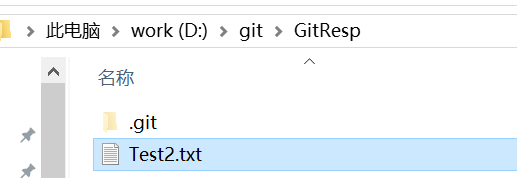 此电脑 > work (D:) > git > GitResp
名称
.git
Test2.txt